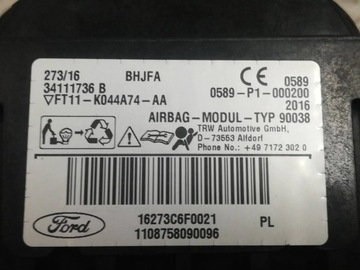 273/16 BHJFA CE 0589
34111736 B 0589-P1-000200
▽FT11-K044A74-AA 2016
AIRBAG-MODUL-TYP 90038
TRW Automotive GmbH,
D-73553 Alfdorf
Phone No.: +49 7172 302 0
Ford 16273C6F0021 PL
1108758090096